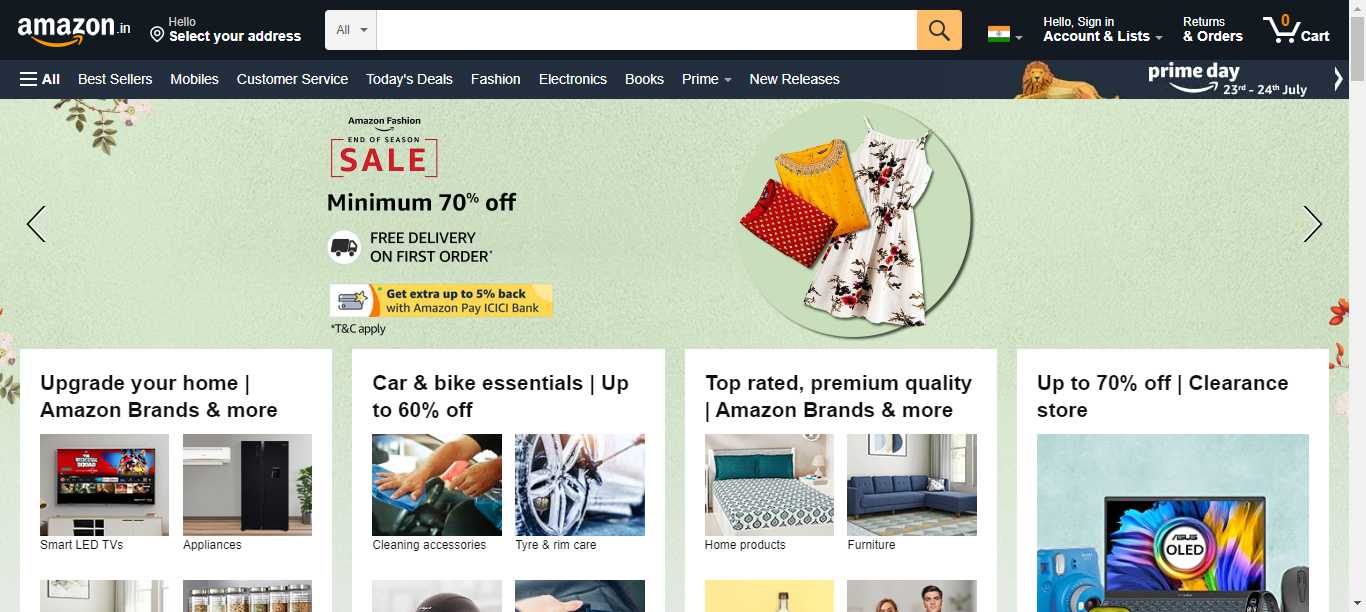 amazon.in
Hello
Select your address
All
Hello, Sign in
Account & Lists
Returns
& Orders
0
Cart
All
Best Sellers
Mobiles
Customer Service
Today's Deals
Fashion
Electronics
Books
Prime
New Releases
prime day
23rd - 24th July
Amazon Fashion
END OF SEASON
SALE
Minimum 70% off
FREE DELIVERY
ON FIRST ORDER*
Get extra up to 5% back
with Amazon Pay ICICI Bank
*T&C apply
Upgrade your home |
Amazon Brands & more
Smart LED TVs
Appliances
Car & bike essentials | Up
to 60% off
Cleaning accessories
Tyre & rim care
Top rated, premium quality
| Amazon Brands & more
Home products
Furniture
Up to 70% off | Clearance
store
ASUS
OLED